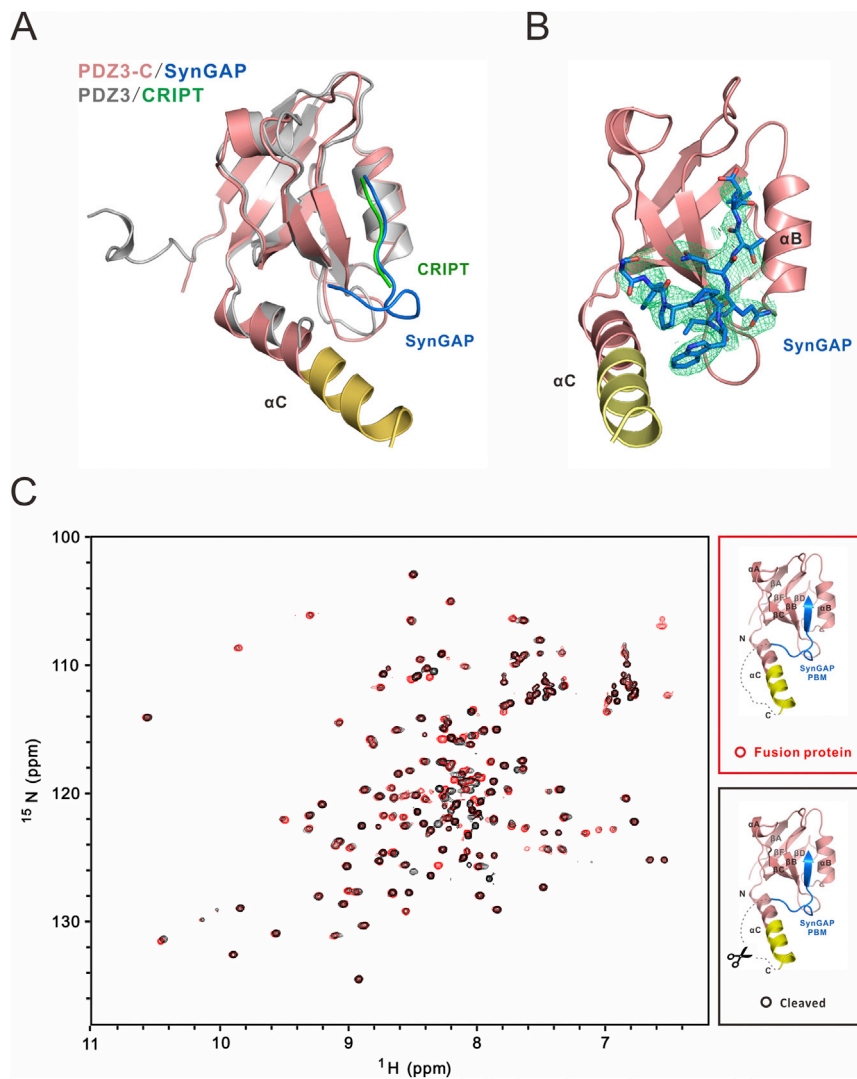 A
PDZ3-C/SynGAP
PDZ3/CRIPT
CRIPT
SynGAP
αC
B
αB
SynGAP
αC
C
100
110
120
130
15N (ppm)
11
10
9
8
7
1H (ppm)
αA
βA
βF
βD
βB
βC
αB
N
SynGAP
PBM
αC
C
Fusion protein
αA
βA
βF
βD
βB
βC
αB
N
SynGAP
PBM
αC
C
Cleaved